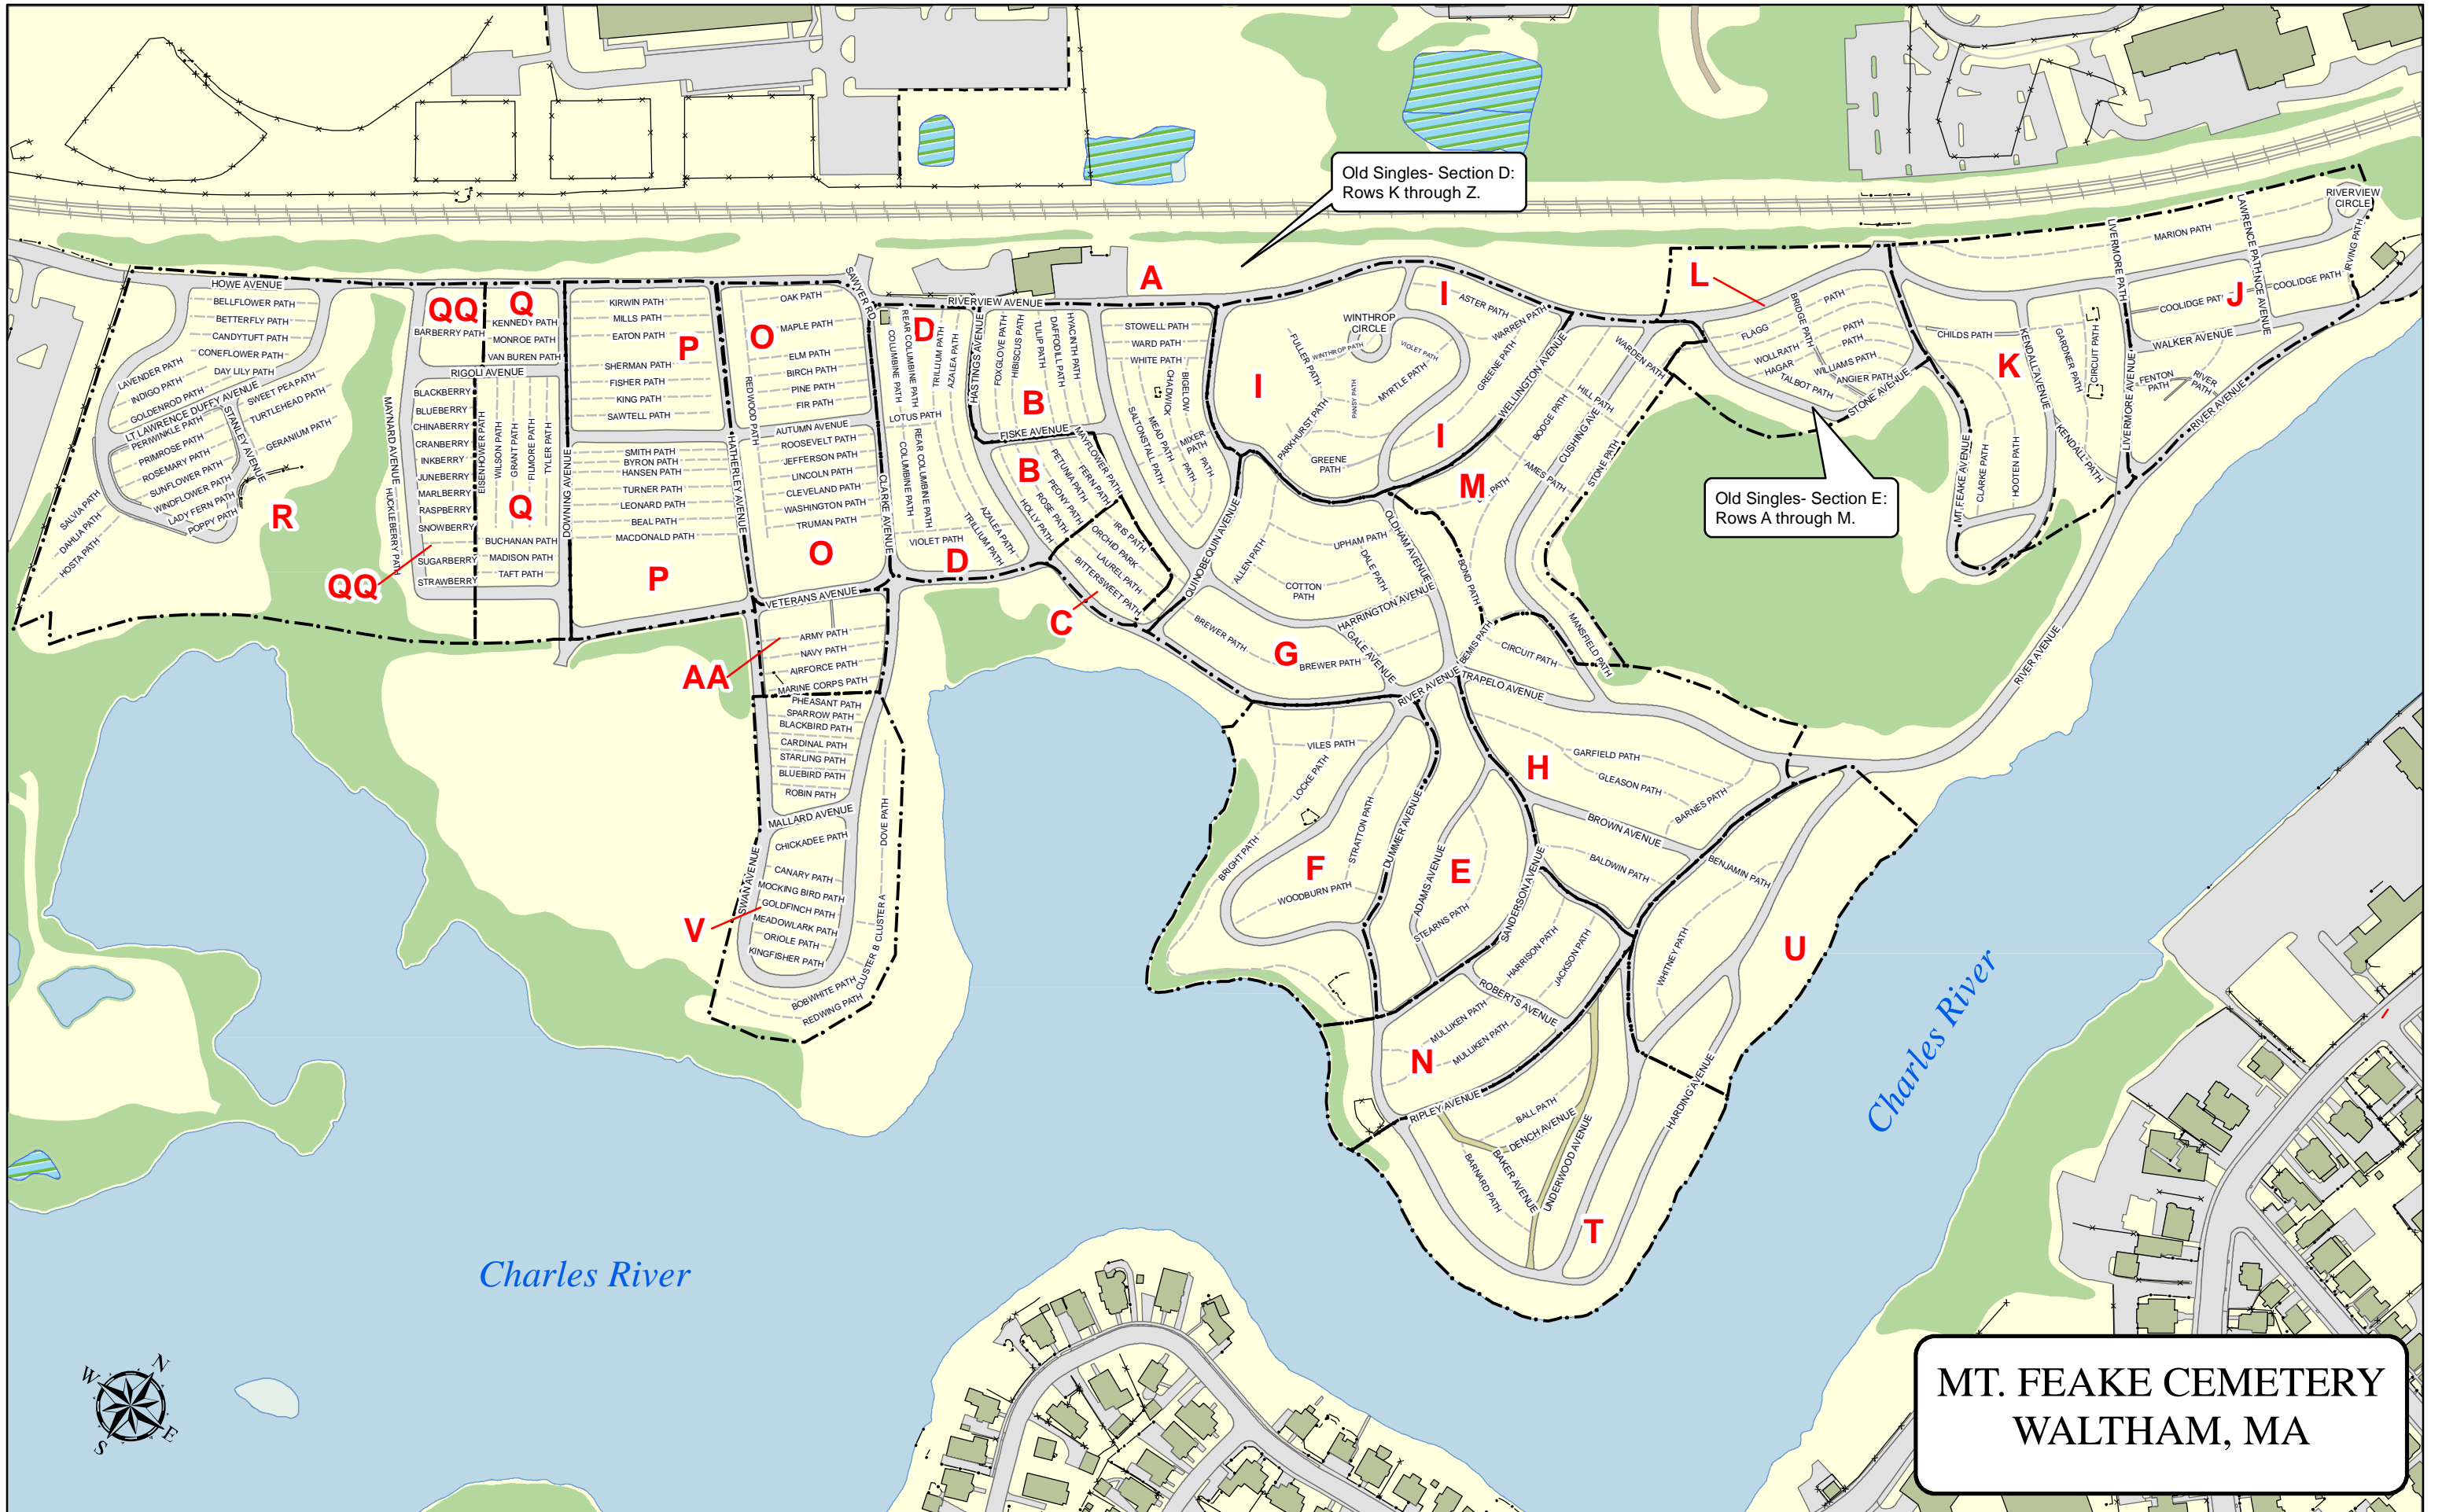 Old Singles- Section D:
Rows K through Z.
RIVERVIEW
CIRCLE
LIVERMORE PATH
LAWRENCE PATH
MARION PATH
IRVING PATH
COOLIDGE PATH
COOLIDGE PATH
J
WALKER AVENUE
L
BRIDGE PATH
PATH
FLAGG
PATH
WOLLRATH
PATH
HAGAR
WILLIAMS PATH
TALBOT PATH
ANGIER PATH
STONE AVENUE
CHILDS PATH
KENDALL AVENUE
GARDNER PATH
CIRCUIT PATH
K
FENTON
PATH
RIVER
PATH
LIVERMORE AVENUE
RIVER AVENUE
KENDALL PATH
MT. FEAKE AVENUE
CLARKE PATH
HOOTEN PATH
Old Singles- Section E:
Rows A through M.
RIVER AVENUE
HOWE AVENUE
BELLFLOWER PATH
BETTERFLY PATH
CANDYTUFT PATH
CONEFLOWER PATH
DAY LILY PATH
LAVENDER PATH
INDIGO PATH
GOLDENROD PATH
LT LAWRENCE DUFFY AVENUE
SWEET PEA PATH
PERIWINKLE PATH
TURTLEHEAD PATH
STANLEY AVENUE
GERANIUM PATH
PRIMROSE PATH
ROSEMARY PATH
SUNFLOWER PATH
WINDFLOWER PATH
LADY FERN PATH
POPPY PATH
SALVIA PATH
DAHLIA PATH
HOSTA PATH
R
QQ
BARBERRY PATH
RIGOLI AVENUE
MAYNARD AVENUE
HUCKLEBERRY PATH
BLACKBERRY
BLUEBERRY
CHINABERRY
CRANBERRY
INKBERRY
JUNEBERRY
MARLBERRY
RASPBERRY
SNOWBERRY
SUGARBERRY
STRAWBERRY
QQ
EISENHOWER PATH
Q
KENNEDY PATH
MONROE PATH
VAN BUREN PATH
WILSON PATH
GRANT PATH
FILMORE PATH
TYLER PATH
Q
BUCHANAN PATH
MADISON PATH
TAFT PATH
DOWNING AVENUE
KIRWIN PATH
MILLS PATH
EATON PATH
P
SHERMAN PATH
FISHER PATH
KING PATH
SAWTELL PATH
SMITH PATH
BYRON PATH
HANSEN PATH
TURNER PATH
LEONARD PATH
BEAL PATH
MACDONALD PATH
P
HATHERLEY AVENUE
SAWYER RD
OAK PATH
O
MAPLE PATH
ELM PATH
BIRCH PATH
PINE PATH
FIR PATH
REDWOOD PATH
AUTUMN AVENUE
ROOSEVELT PATH
JEFFERSON PATH
LINCOLN PATH
CLEVELAND PATH
WASHINGTON PATH
TRUMAN PATH
O
CLARKE AVENUE
VETERANS AVENUE
ARMY PATH
NAVY PATH
AIRFORCE PATH
MARINE CORPS PATH
AA
PHEASANT PATH
SPARROW PATH
BLACKBIRD PATH
CARDINAL PATH
STARLING PATH
BLUEBIRD PATH
ROBIN PATH
MALLARD AVENUE
CHICKADEE PATH
CANARY PATH
MOCKING BIRD PATH
GOLDFINCH PATH
MEADOWLARK PATH
ORIOLE PATH
KINGFISHER PATH
SWAN AVENUE
V
DOVE PATH
CLUSTER A
CLUSTER B
BOBWHITE PATH
REDWING PATH
RIVERVIEW AVENUE
A
D
COLUMBINE PATH
REAR COLUMBINE PATH
TRILLIUM PATH
AZALEA PATH
LOTUS PATH
COLUMBINE PATH
REAR COLUMBINE PATH
VIOLET PATH
TRILLIUM PATH
AZALEA PATH
D
HASTINGS AVENUE
FOXGLOVE PATH
HIBISCUS PATH
TULIP PATH
DAFFODILL PATH
HYACINTH PATH
B
FISKE AVENUE
B
MAYFLOWER PATH
FERN PATH
PETUNIA PATH
PEONY PATH
ROSE PATH
HOLLY PATH
IRIS PATH
ORCHID PARK
LAUREL PATH
BITTERSWEET PATH
C
STOWELL PATH
WARD PATH
WHITE PATH
BIGELOW
CHADWICK
SALTONSTALL PATH
MEAD PATH
MIXER
PATH
PATH
PATH
QUINOBEQUIN AVENUE
WINTHROP
CIRCLE
FULLER PATH
WINTHROP PATH
VIOLET PATH
PANSY PATH
MYRTLE PATH
PARKHURST PATH
GREENE
PATH
I
I
ASTER PATH
WARREN PATH
GREENE PATH
WELLINGTON AVENUE
I
M
BODGE PATH
HILL PATH
WARDEN PATH
CUSHING AVE
STONE PATH
AMES PATH
PATH
BOND PATH
MANSFIELD PATH
ALLEN PATH
UPHAM PATH
DALE PATH
COTTON
PATH
OLDHAM AVENUE
HARRINGTON AVENUE
BREWER PATH
G
BREWER PATH
GALE AVENUE
BEMIS PATH
CIRCUIT PATH
TRAPELO AVENUE
RIVER AVENUE
VILES PATH
LOCKE PATH
STRATTON PATH
BRIGHT PATH
F
WOODBURN PATH
DUMMER AVENUE
ADAMS AVENUE
E
STEARNS PATH
SANDERSON AVENUE
H
GARFIELD PATH
GLEASON PATH
BARNES PATH
BROWN AVENUE
BALDWIN PATH
BENJAMIN PATH
WHITNEY PATH
U
HARRISON PATH
JACKSON PATH
ROBERTS AVENUE
MULLIKEN PATH
MULLIKEN PATH
N
RIPLEY AVENUE
BALL PATH
DENCH AVENUE
BAKER AVENUE
BARNARD PATH
UNDERWOOD AVENUE
HARDING AVENUE
T
Charles River
Charles River
N
W
E
S
MT. FEAKE CEMETERY
WALTHAM, MA